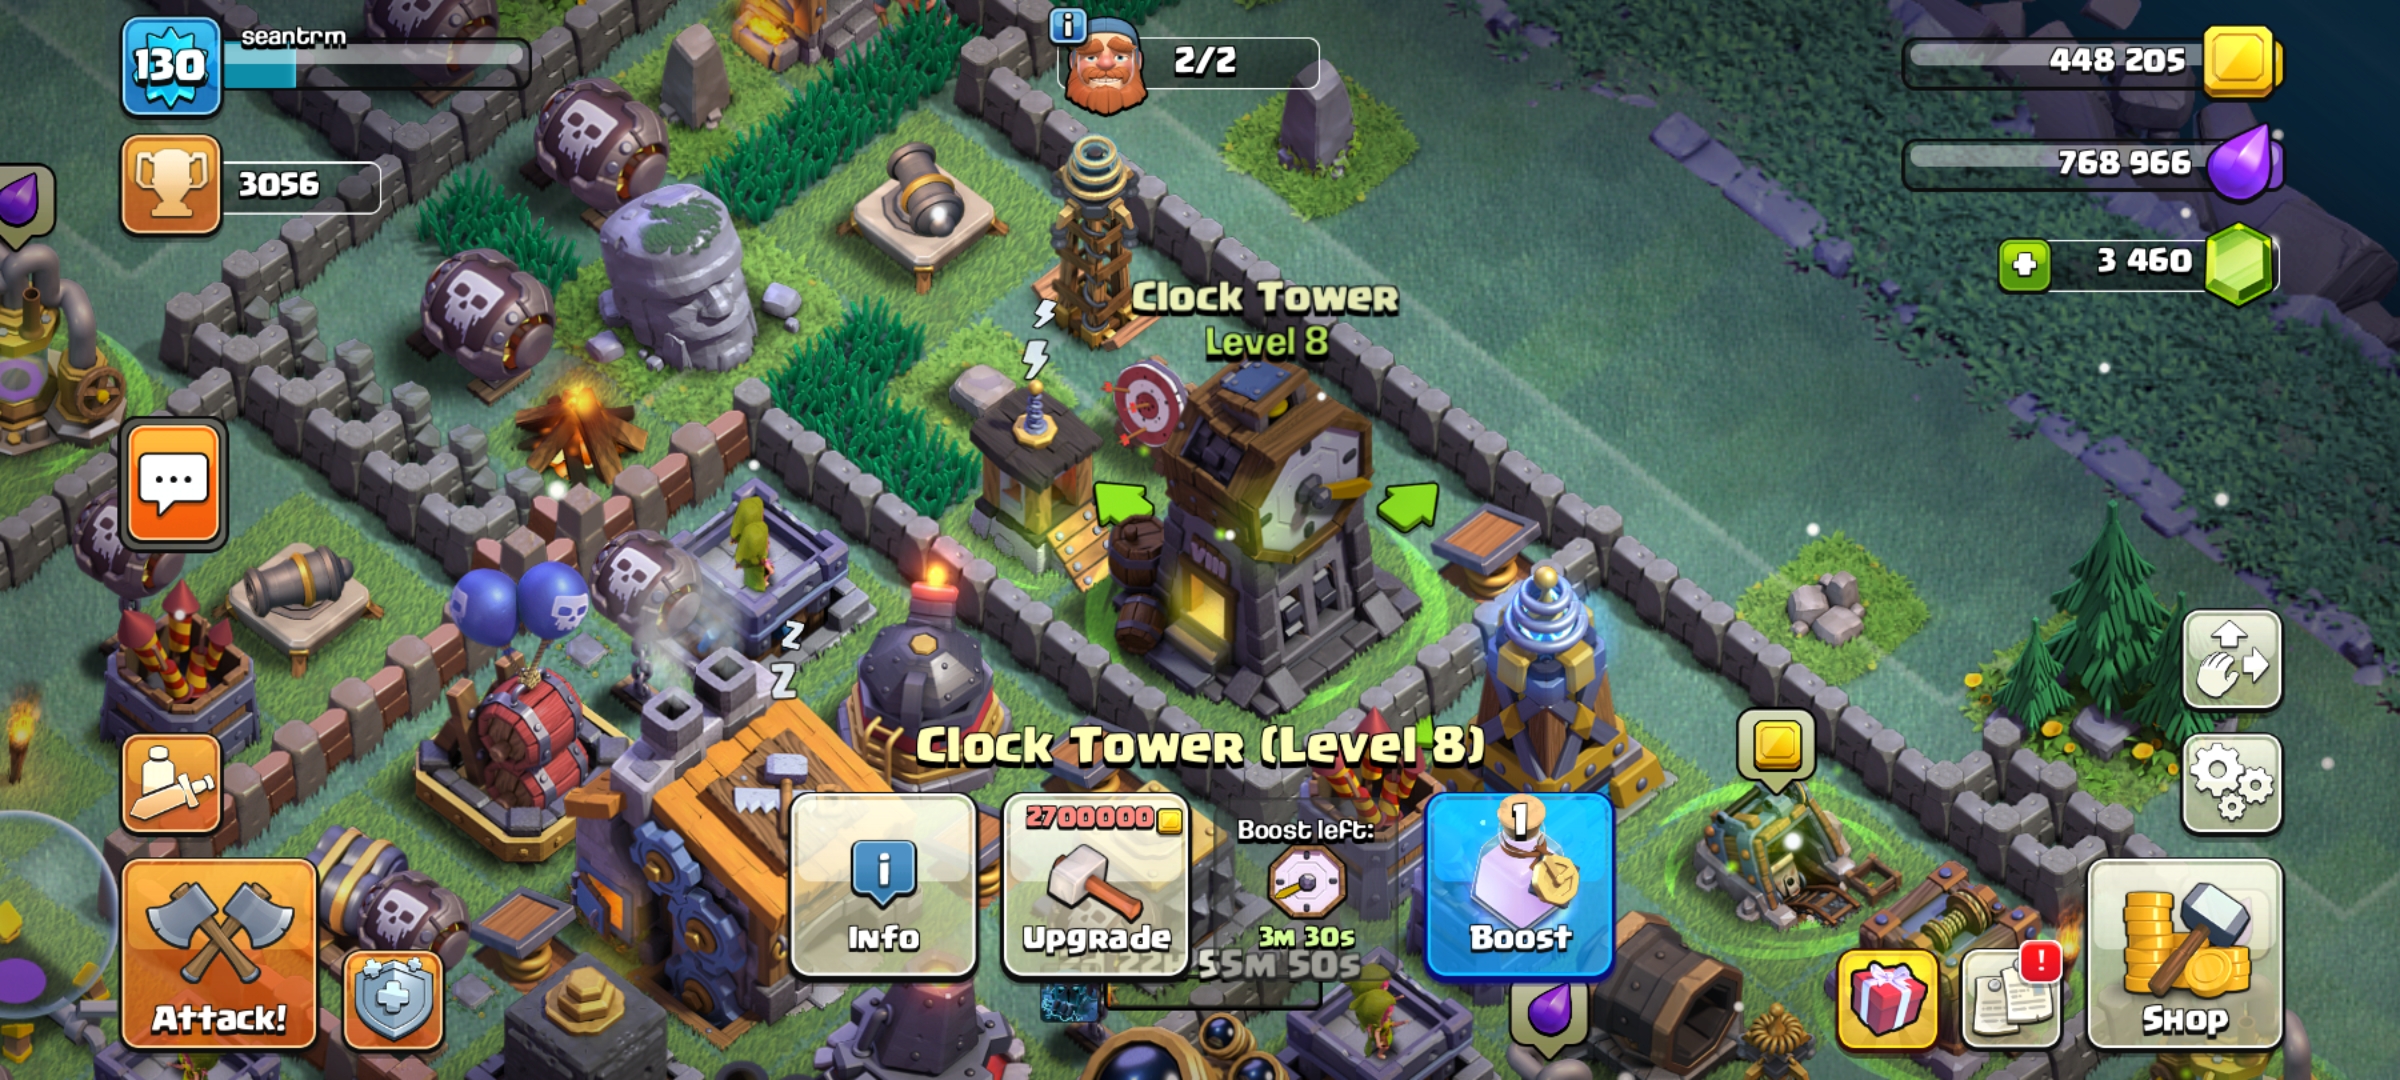 130
seantrm
2/2
448 205
3056
768 966
3 460
Clock Tower
Level 8
VIII
z
Z
Clock Tower (Level 8)
2700000
Boost left:
1
Info
Upgrade
3M 30s
Boost
55M 50s
!
Attack!
Shop